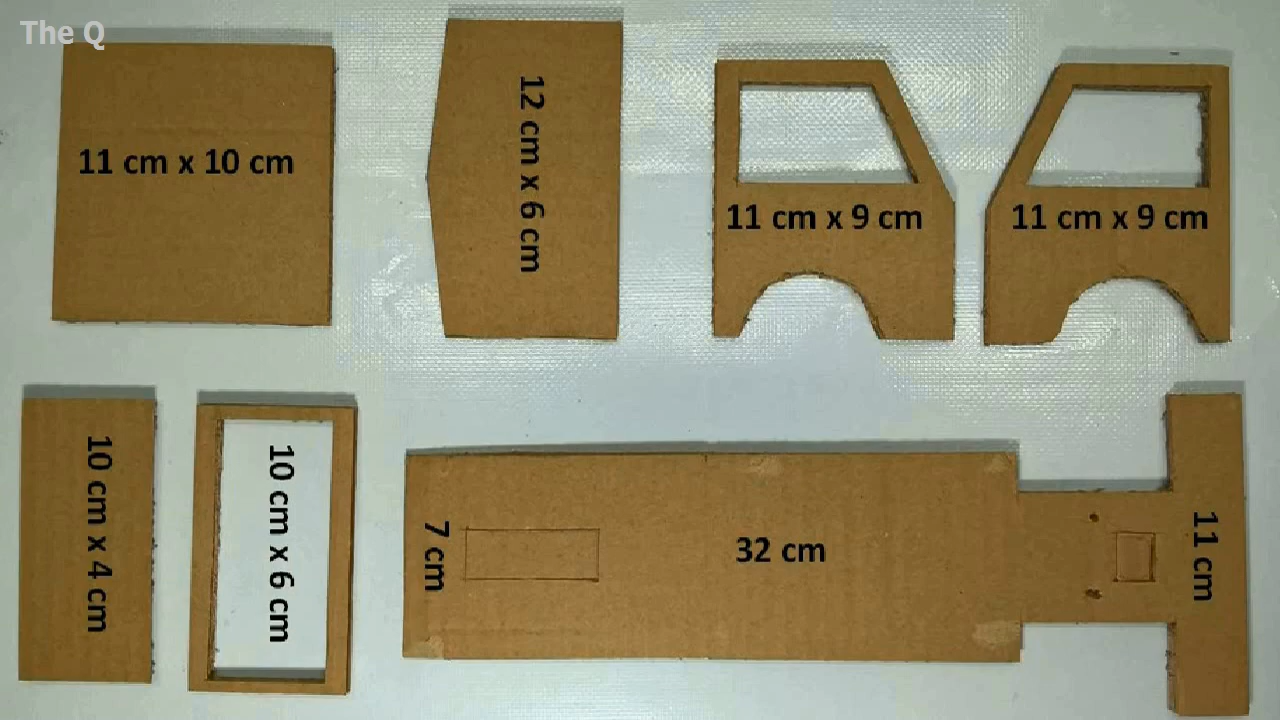 The Q
11 cm x 10 cm
12 cm x 6 cm
11 cm x 9 cm
11 cm x 9 cm
10 cm x 4 cm
10 cm x 6 cm
7 cm
32 cm
11 cm